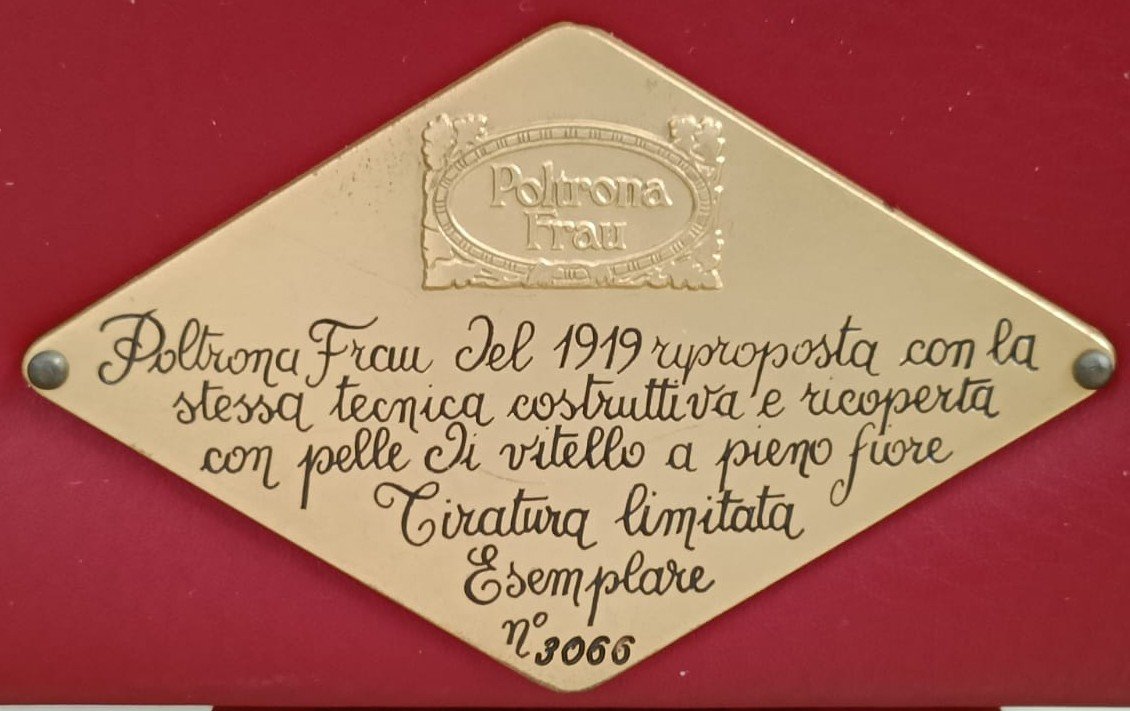 Poltrona
Frau
Poltrona Frau Del 1919 riproposta con la
stessa tecnica costruttiva e ricoperta
con pelle di vitello a pieno fiore
Tiratura limitata
Esemplare
n° 3066